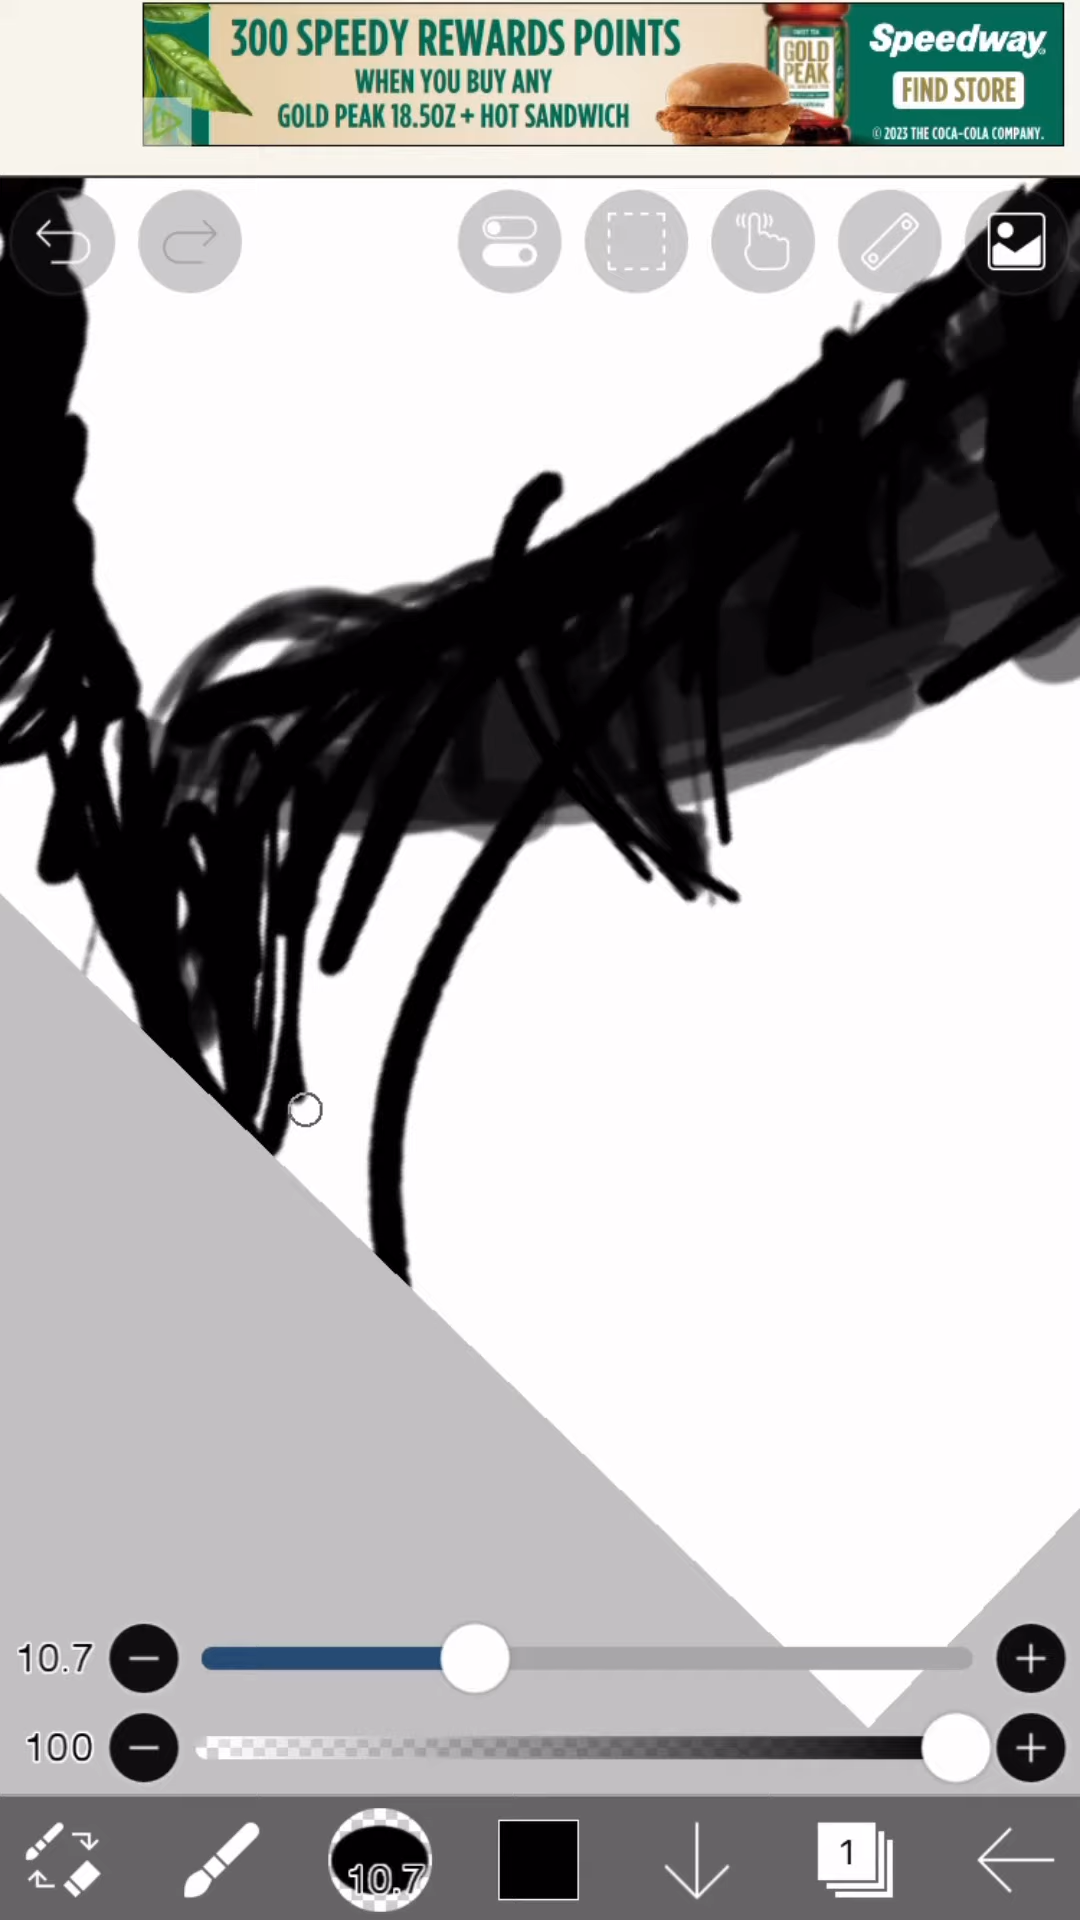 300 SPEEDY REWARDS POINTS
WHEN YOU BUY ANY
GOLD PEAK 18.5OZ + HOT SANDWICH
GOLD
PEAK
Speedway
FIND STORE
© 2023 THE COCA-COLA COMPANY.
10.7
100
10.7
1